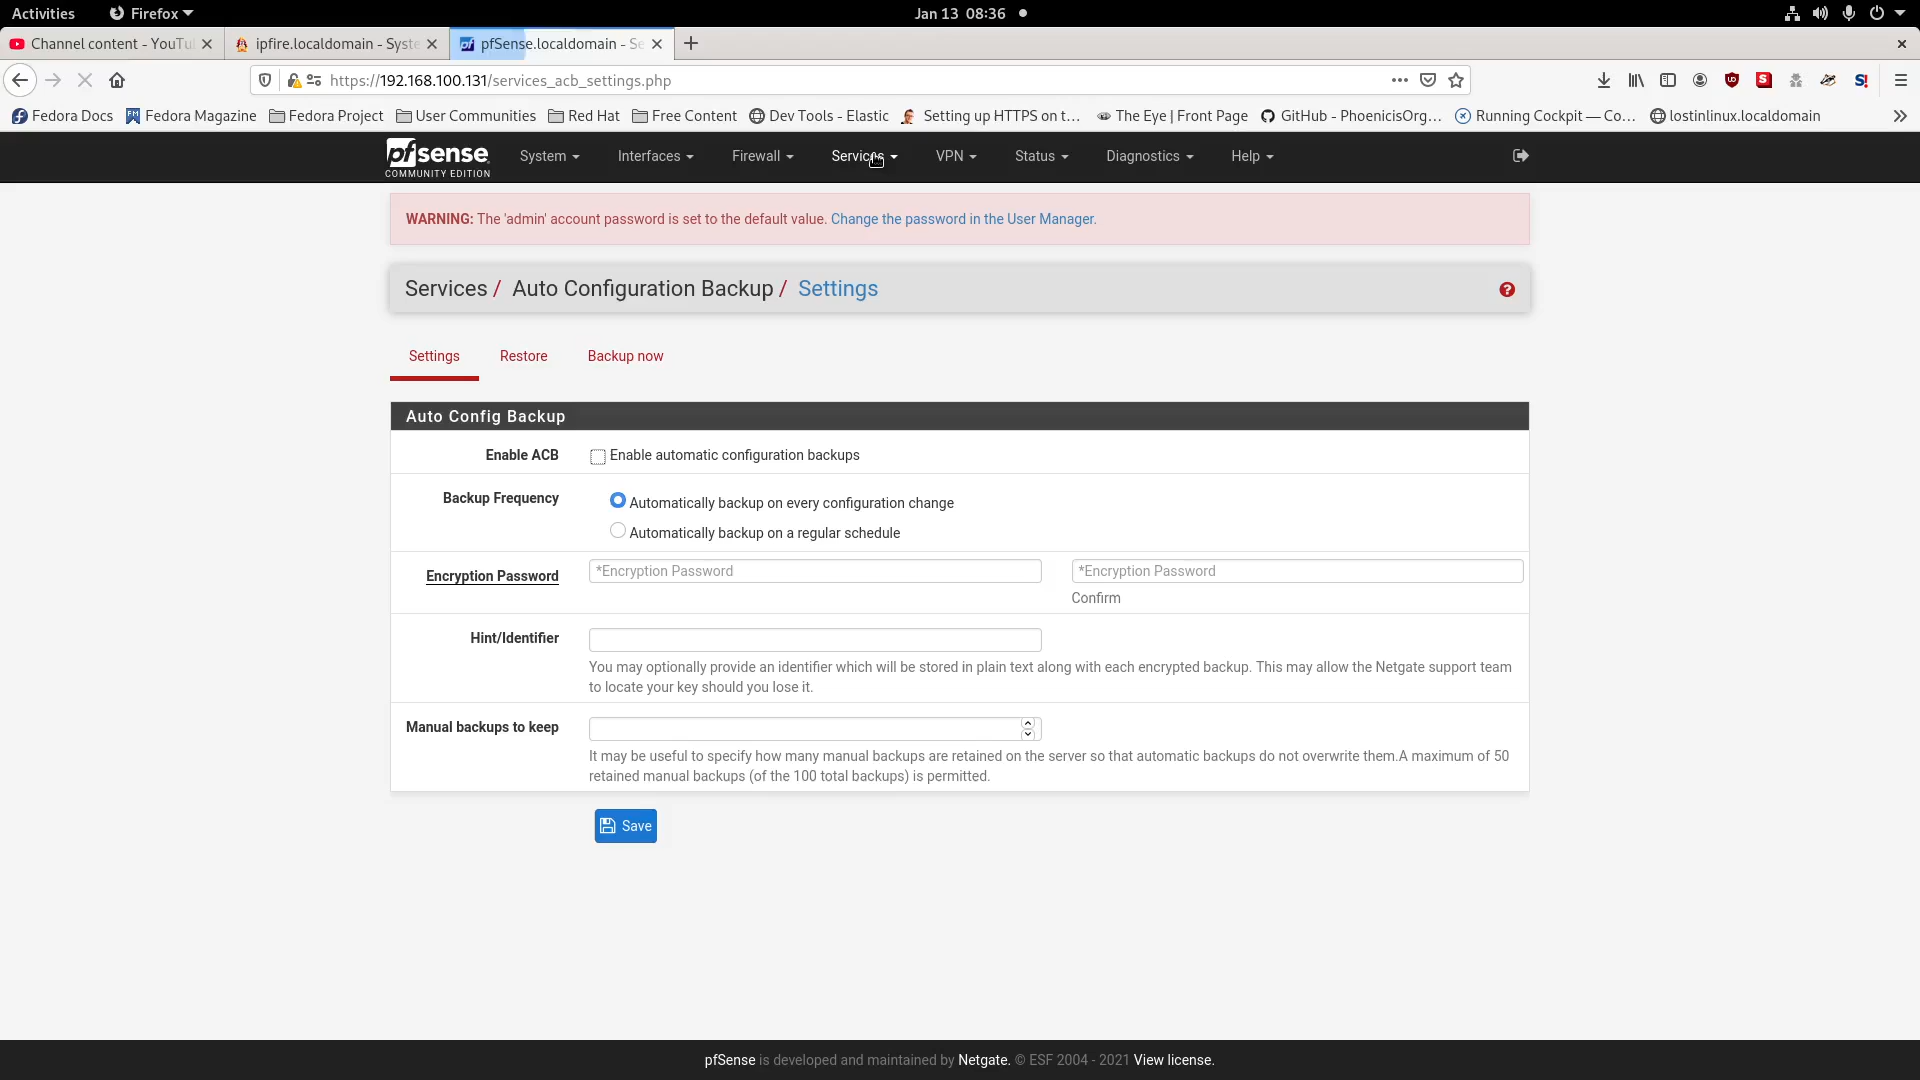 Activities
Firefox
Jan 13 08:36
Channel content - YouTu
ipfire.localdomain - Syste
pfSense.localdomain - Se
https://192.168.100.131/services_acb_settings.php
Fedora Docs
Fedora Magazine
Fedora Project
User Communities
Red Hat
Free Content
Dev Tools - Elastic
Setting up HTTPS on t...
The Eye | Front Page
GitHub - PhoenicisOrg...
Running Cockpit — Co...
lostinlinux.localdomain
pfsense
COMMUNITY EDITION
System
Interfaces
Firewall
Services
VPN
Status
Diagnostics
Help
WARNING: The 'admin' account password is set to the default value. Change the password in the User Manager.
Services / Auto Configuration Backup / Settings
Settings
Restore
Backup now
Auto Config Backup
Enable ACB
Enable automatic configuration backups
Backup Frequency
Automatically backup on every configuration change
Automatically backup on a regular schedule
Encryption Password
*Encryption Password
*Encryption Password
Confirm
Hint/Identifier
You may optionally provide an identifier which will be stored in plain text along with each encrypted backup. This may allow the Netgate support team
to locate your key should you lose it.
Manual backups to keep
It may be useful to specify how many manual backups are retained on the server so that automatic backups do not overwrite them.A maximum of 50
retained manual backups (of the 100 total backups) is permitted.
Save
pfSense is developed and maintained by Netgate. © ESF 2004 - 2021 View license.